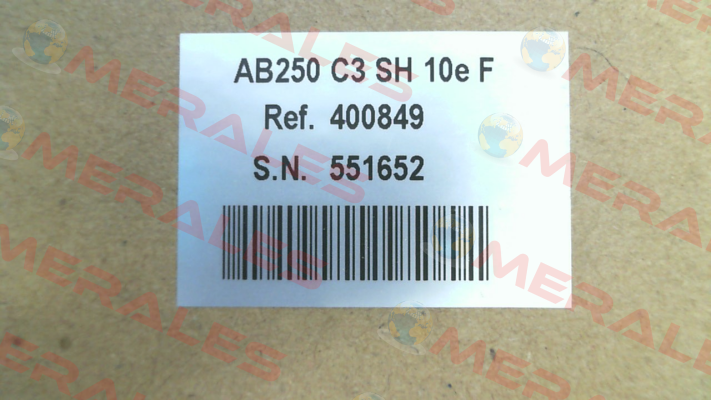 AB250 C3 SH 10e F
Ref. 400849
S.N. 551652
MERALES
MERALES
MERALES
MERALES